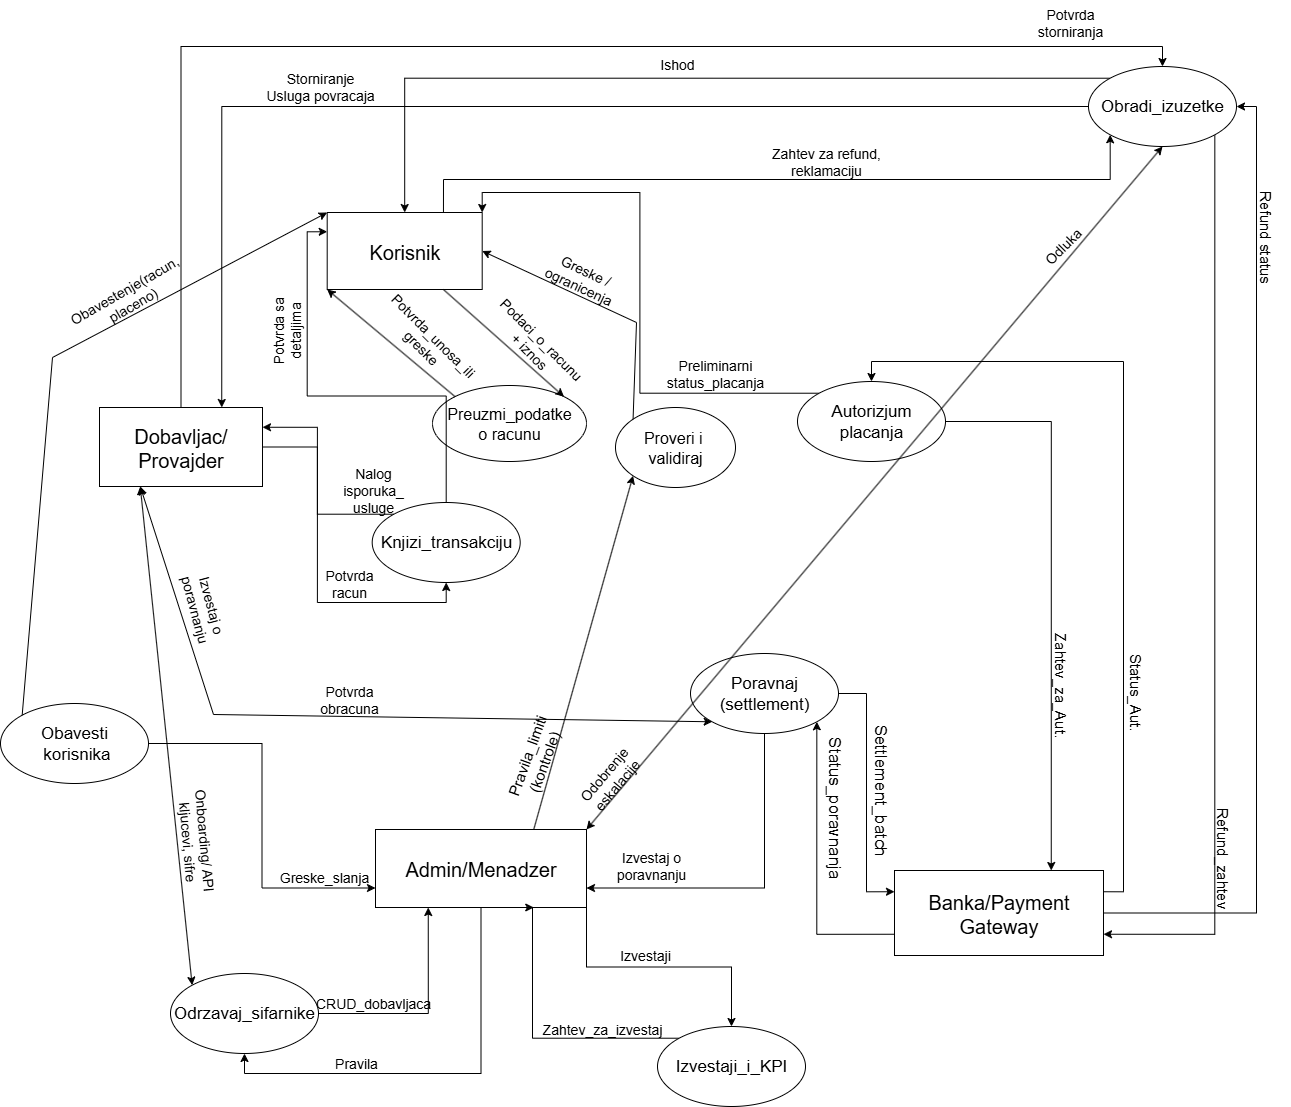 Potvrda
storniranja
Ishod
Storniranje
Usluga povracaja
Obradi_izuzetke
Zahtev za refund,
reklamaciju
Refund_status
Korisnik
Odluka
Greske /
ogranicenja
Obavestenje(racun,
placeno)
Potvrda sa
detaljima
Potvrda_unosa_ili
greske
Podaci_o_racunu
+ iznos
Preliminarni
status_placanja
Preuzmi_podatke
o racunu
Autorizjum
placanja
Dobavljac/
Provajder
Proveri i
validiraj
Nalog
isporuka_
usluge
Knjizi_transakciju
Potvrda
racun
Izvestaj o
poravnanju
Zahtev_za_Aut.
Status_Aut.
Potvrda
obracuna
Poravnaj
(settlement)
Obavesti
korisnika
Pravila_limiti
(kontrole)
Odobrenje
eskalacije
Status_poravnanja
Settlement_batch
Onboarding/ API
kljucevi, sifre
Refund_zahtev
Greske_slanja
Admin/Menadzer
Izvestaj o
poravnanju
Banka/Payment
Gateway
Izvestaji
Odrzavaj_sifarnike
CRUD_dobavljaca
Zahtev_za_izvestaj
Pravila
Izvestaji_i_KPI